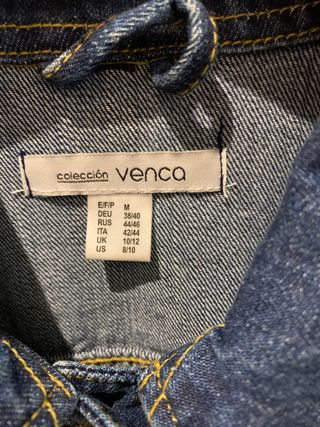 colección venca
E/F/P M
DEU 38/40
RUS 44/46
ITA 42/44
UK 10/12
US 8/10